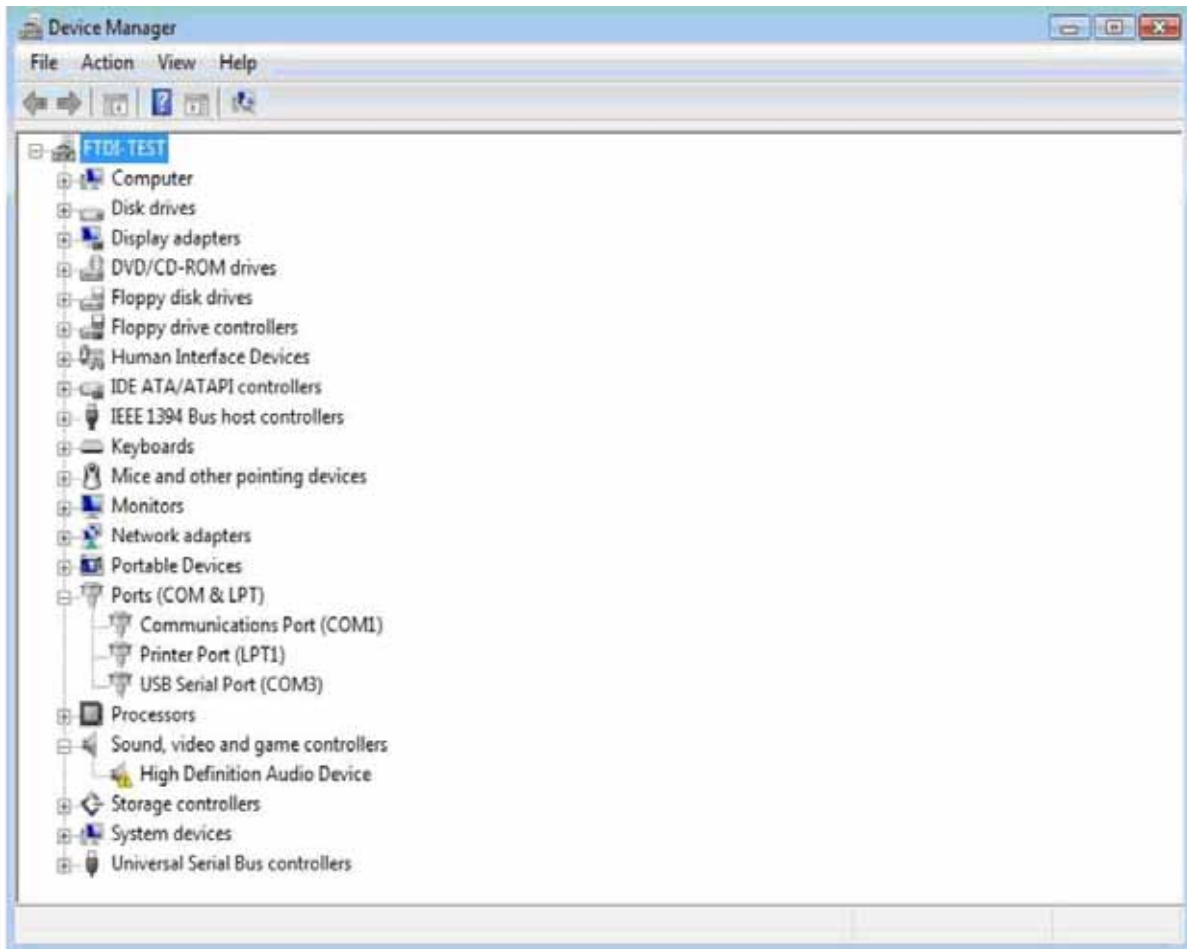 Device Manager
File Action View Help
FTDI-TEST
Computer
Disk drives
Display adapters
DVD/CD-ROM drives
Floppy disk drives
Floppy drive controllers
Human Interface Devices
IDE ATA/ATAPI controllers
IEEE 1394 Bus host controllers
Keyboards
Mice and other pointing devices
Monitors
Network adapters
Portable Devices
Ports (COM & LPT)
Communications Port (COM1)
Printer Port (LPT1)
USB Serial Port (COM3)
Processors
Sound, video and game controllers
High Definition Audio Device
Storage controllers
System devices
Universal Serial Bus controllers